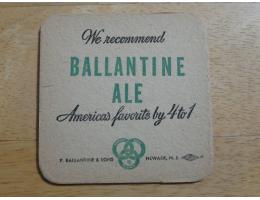 We recommend
BALLANTINE
ALE
America's favorite by 4 to 1
P. BALLANTINE & SONS NEWARK, N. J.